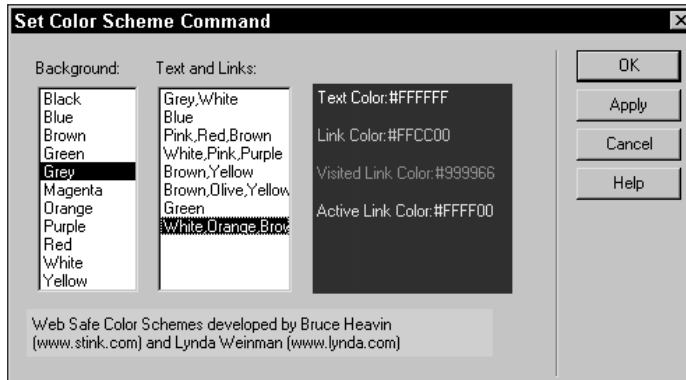 Set Color Scheme Command
Background:
Black
Blue
Brown
Green
Grey
Magenta
Orange
Purple
Red
White
Yellow
Text and Links:
Grey,White
Blue
Pink,Red,Brown
White,Pink,Purple
Brown,Yellow
Brown,Olive,Yellow
Green
White,Orange,Brow
Text Color:#FFFFFF
Link Color:#FFCC00
Visited Link Color:#999966
Active Link Color:#FFFF00
OK
Apply
Cancel
Help
Web Safe Color Schemes developed by Bruce Heavin
(www.stink.com) and Lynda Weinman (www.lynda.com)